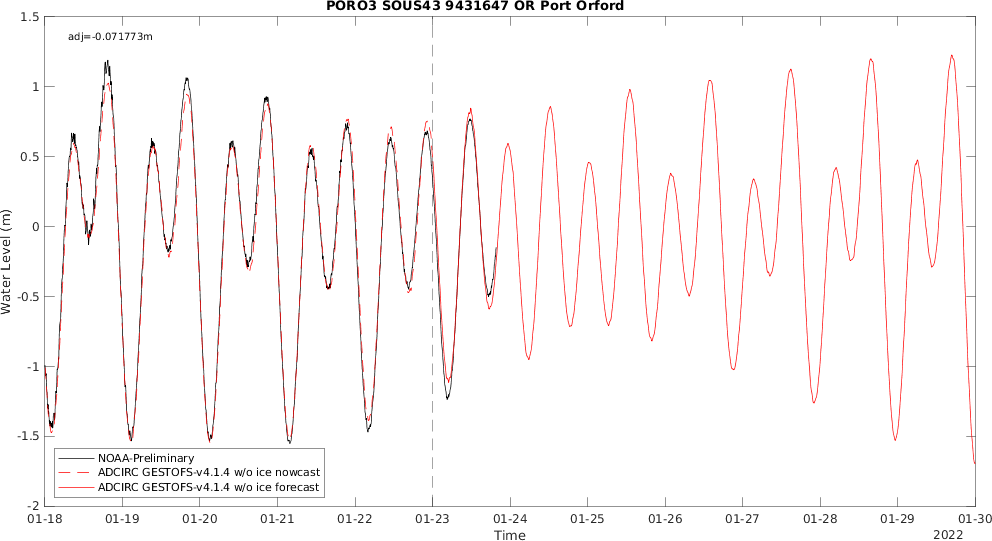 PORO3 SOUS43 9431647 OR Port Orford
adj=-0.071773m
1.5
1
0.5
0
-0.5
-1
-1.5
-2
Water Level (m)
NOAA-Preliminary
ADCIRC GESTOFS-v4.1.4 w/o ice nowcast
ADCIRC GESTOFS-v4.1.4 w/o ice forecast
01-18 01-19 01-20 01-21 01-22 01-23 01-24 01-25 01-26 01-27 01-28 01-29 01-30
Time
2022